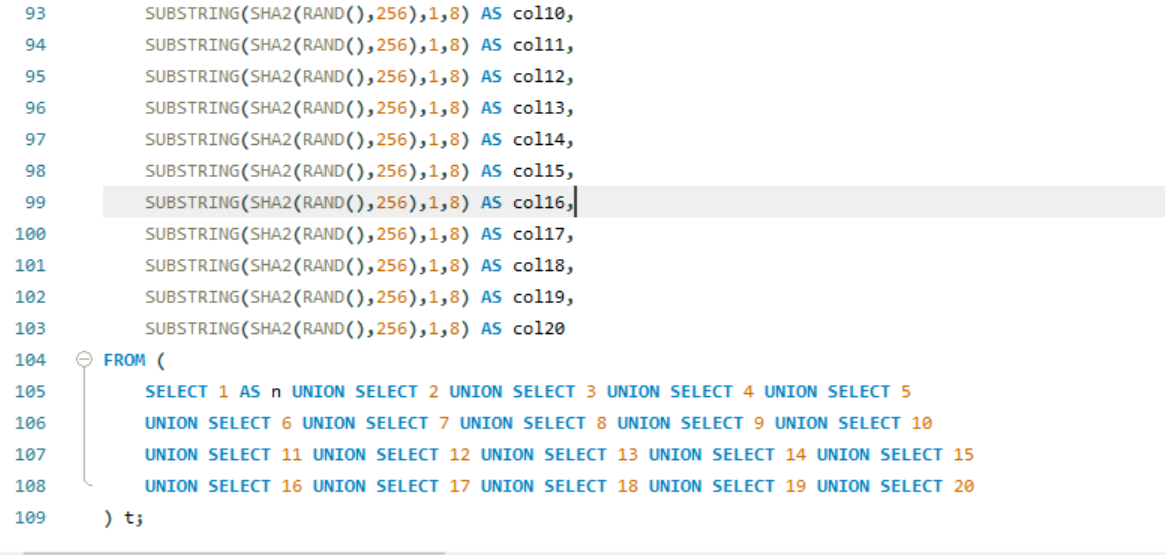 93 SUBSTRING(SHA2(RAND(),256),1,8) AS col10,
94 SUBSTRING(SHA2(RAND(),256),1,8) AS col11,
95 SUBSTRING(SHA2(RAND(),256),1,8) AS col12,
96 SUBSTRING(SHA2(RAND(),256),1,8) AS col13,
97 SUBSTRING(SHA2(RAND(),256),1,8) AS col14,
98 SUBSTRING(SHA2(RAND(),256),1,8) AS col15,
99 SUBSTRING(SHA2(RAND(),256),1,8) AS col16,
100 SUBSTRING(SHA2(RAND(),256),1,8) AS col17,
101 SUBSTRING(SHA2(RAND(),256),1,8) AS col18,
102 SUBSTRING(SHA2(RAND(),256),1,8) AS col19,
103 SUBSTRING(SHA2(RAND(),256),1,8) AS col20
104 FROM (
105 SELECT 1 AS n UNION SELECT 2 UNION SELECT 3 UNION SELECT 4 UNION SELECT 5
106 UNION SELECT 6 UNION SELECT 7 UNION SELECT 8 UNION SELECT 9 UNION SELECT 10
107 UNION SELECT 11 UNION SELECT 12 UNION SELECT 13 UNION SELECT 14 UNION SELECT 15
108 UNION SELECT 16 UNION SELECT 17 UNION SELECT 18 UNION SELECT 19 UNION SELECT 20
109 ) t;